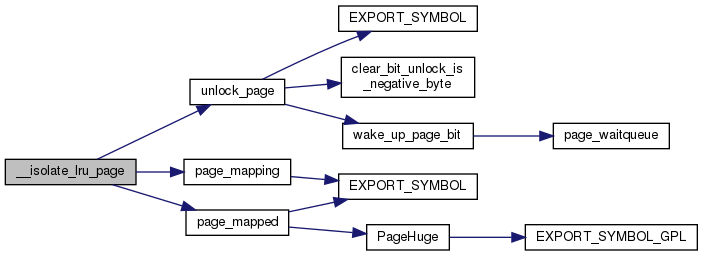 EXPORT_SYMBOL
clear_bit_unlock_is
_negative_byte
unlock_page
wake_up_page_bit
page_waitqueue
__isolate_lru_page
page_mapping
EXPORT_SYMBOL
page_mapped
PageHuge
EXPORT_SYMBOL_GPL